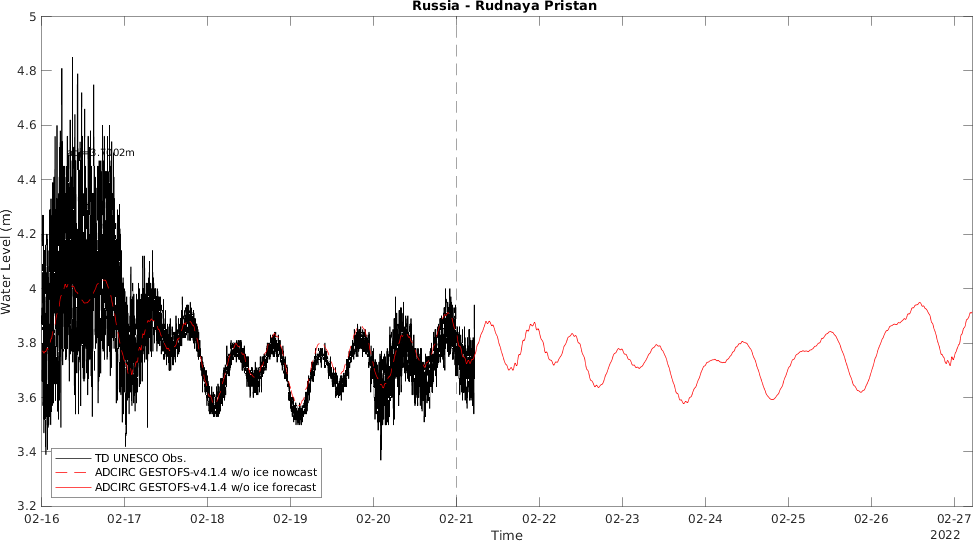 Russia - Rudnaya Pristan
5
4.8
4.6
4.4
4.2
4
3.8
3.6
3.4
3.2
Water Level (m)
TD UNESCO Obs.
ADCIRC GESTOFS-v4.1.4 w/o ice nowcast
ADCIRC GESTOFS-v4.1.4 w/o ice forecast
02-16 02-17 02-18 02-19 02-20 02-21 02-22 02-23 02-24 02-25 02-26 02-27
Time
2022